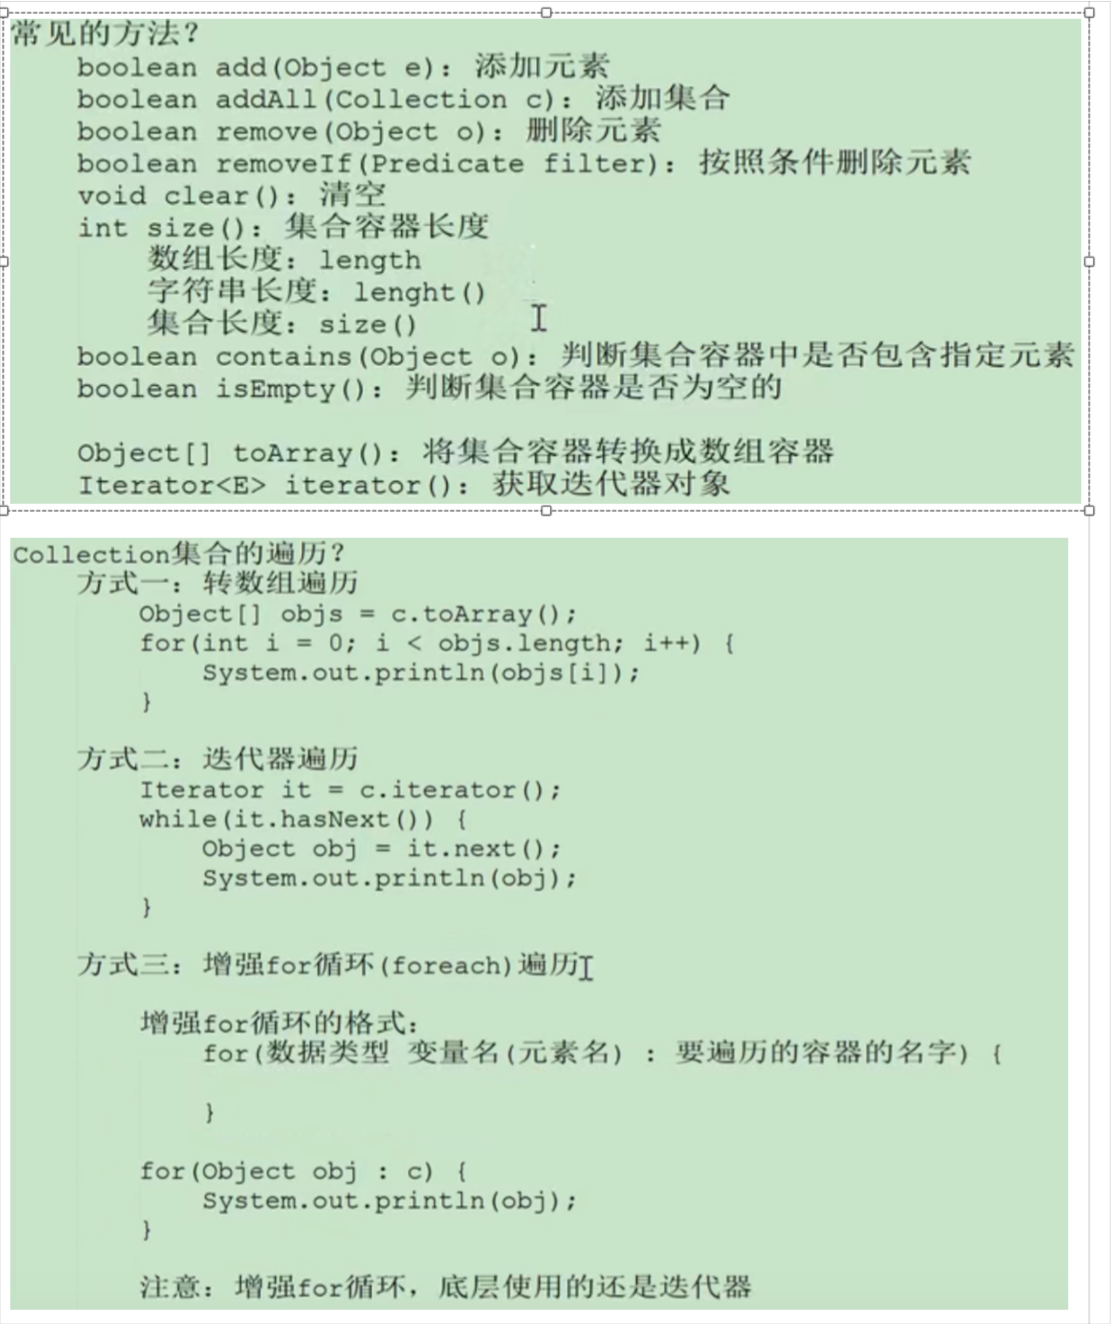 常见的方法？
boolean add(Object e)：添加元素
boolean addAll(Collection c)：添加集合
boolean remove(Object o)：删除元素
boolean removeIf(Predicate filter)：按照条件删除元素
void clear()：清空
int size()：集合容器长度
数组长度：length
字符串长度：lenght()
集合长度：size()
boolean contains(Object o)：判断集合容器中是否包含指定元素
boolean isEmpty()：判断集合容器是否为空的
Object[] toArray()：将集合容器转换成数组容器
Iterator<E> iterator()：获取迭代器对象
Collection集合的遍历？
方式一：转数组遍历
Object[] objs = c.toArray();
for(int i = 0; i < objs.length; i++) {
System.out.println(objs[i]);
}
方式二：迭代器遍历
Iterator it = c.iterator();
while(it.hasNext()) {
Object obj = it.next();
System.out.println(obj);
}
方式三：增强for循环(foreach)遍历
增强for循环的格式：
for(数据类型 变量名(元素名) : 要遍历的容器的名字) {
}
for(Object obj : c) {
System.out.println(obj);
}
注意：增强for循环，底层使用的还是迭代器